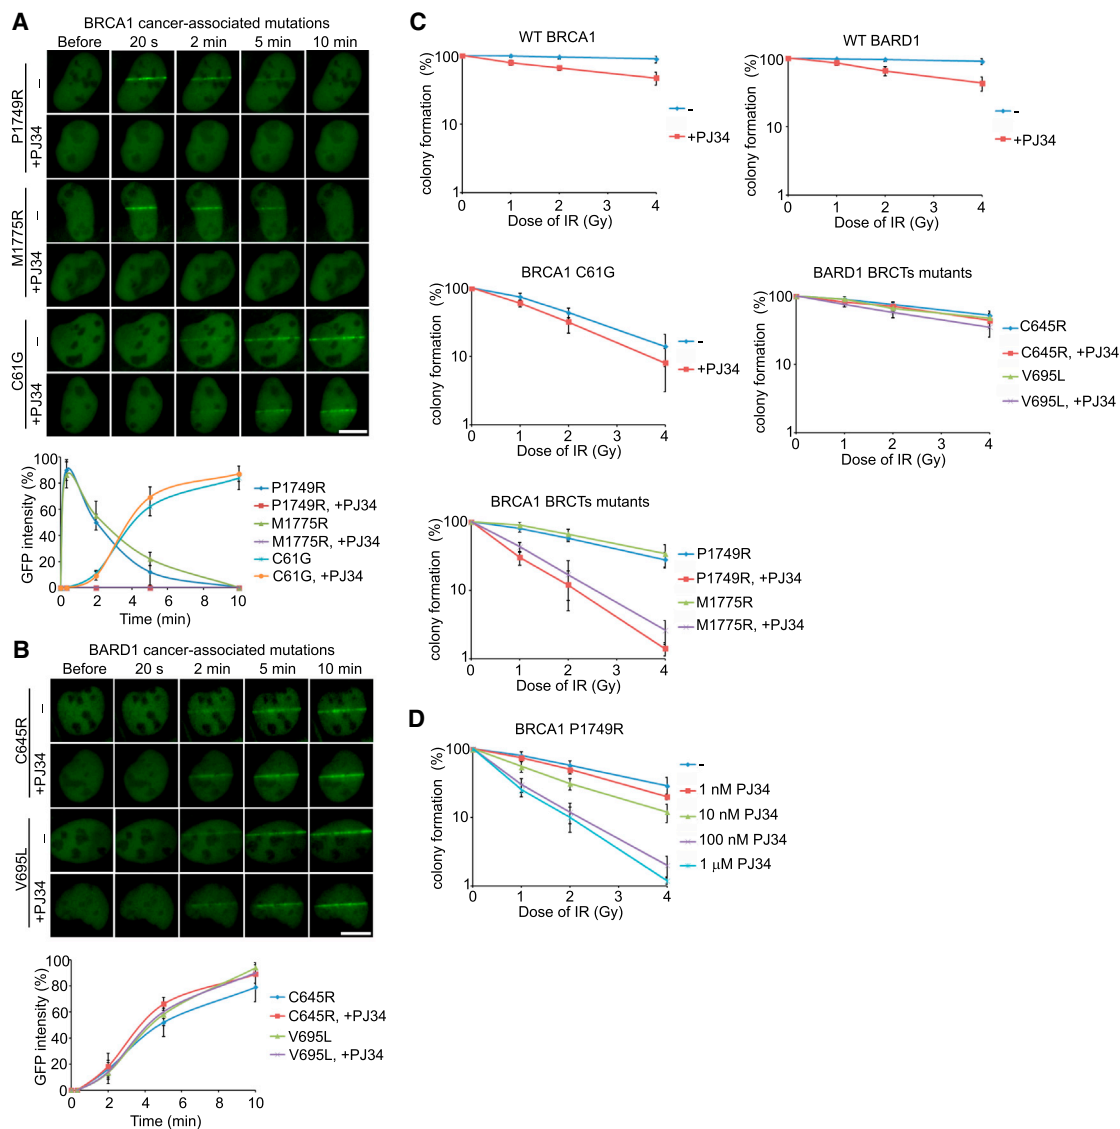 A
BRCA1 cancer-associated mutations
Before 20 s 2 min 5 min 10 min
P1749R
-
+PJ34
M1775R
-
+PJ34
C61G
-
+PJ34
GFP intensity (%)
100
80
60
40
20
0
0 2 4 6 8 10
Time (min)
P1749R
P1749R, +PJ34
M1775R
M1775R, +PJ34
C61G
C61G, +PJ34
B
BARD1 cancer-associated mutations
Before 20 s 2 min 5 min 10 min
C645R
-
+PJ34
V695L
-
+PJ34
GFP intensity (%)
100
80
60
40
20
0
0 2 4 6 8 10
Time (min)
C645R
C645R, +PJ34
V695L
V695L, +PJ34
C
WT BRCA1
colony formation (%)
100
10
1
0 1 2 3 4
Dose of IR (Gy)
-
+PJ34
WT BARD1
colony formation (%)
100
10
1
0 1 2 3 4
Dose of IR (Gy)
-
+PJ34
BRCA1 C61G
colony formation (%)
100
10
1
0 1 2 3 4
Dose of IR (Gy)
-
+PJ34
BARD1 BRCTs mutants
colony formation (%)
100
10
1
0 1 2 3 4
Dose of IR (Gy)
C645R
C645R, +PJ34
V695L
V695L, +PJ34
BRCA1 BRCTs mutants
colony formation (%)
100
10
1
0 1 2 3 4
Dose of IR (Gy)
P1749R
P1749R, +PJ34
M1775R
M1775R, +PJ34
D
BRCA1 P1749R
colony formation (%)
100
10
1
0 1 2 3 4
Dose of IR (Gy)
-
1 nM PJ34
10 nM PJ34
100 nM PJ34
1 μM PJ34